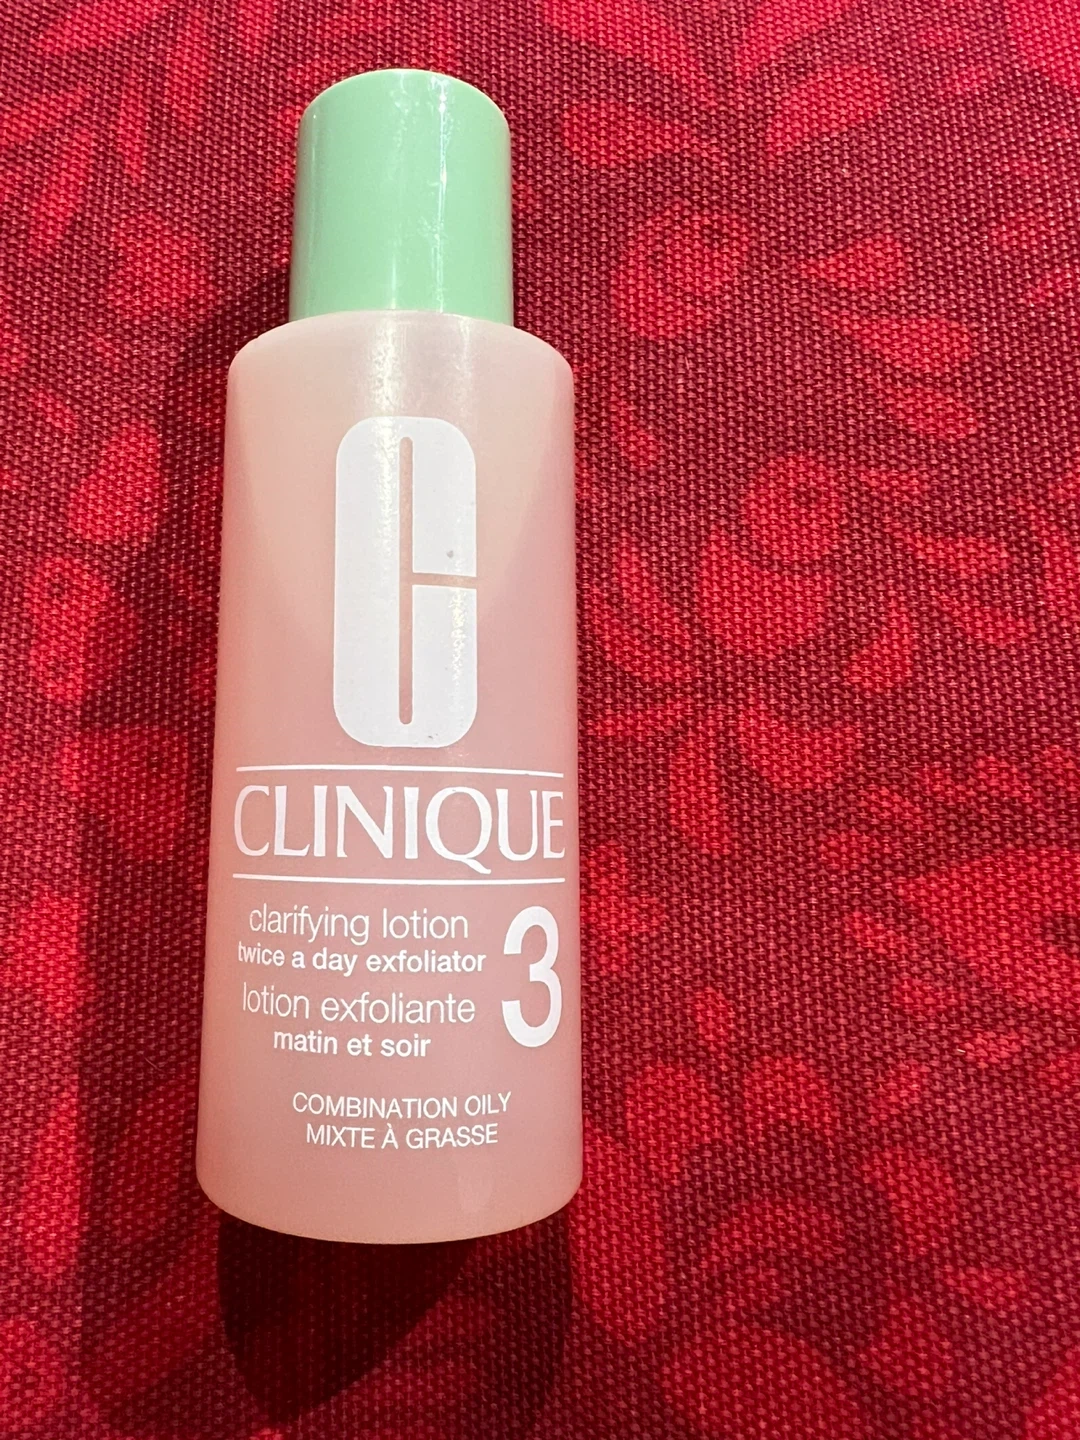 C
CLINIQUE
clarifying lotion
twice a day exfoliator
lotion exfoliante
matin et soir
3
COMBINATION OILY
MIXTE À GRASSE